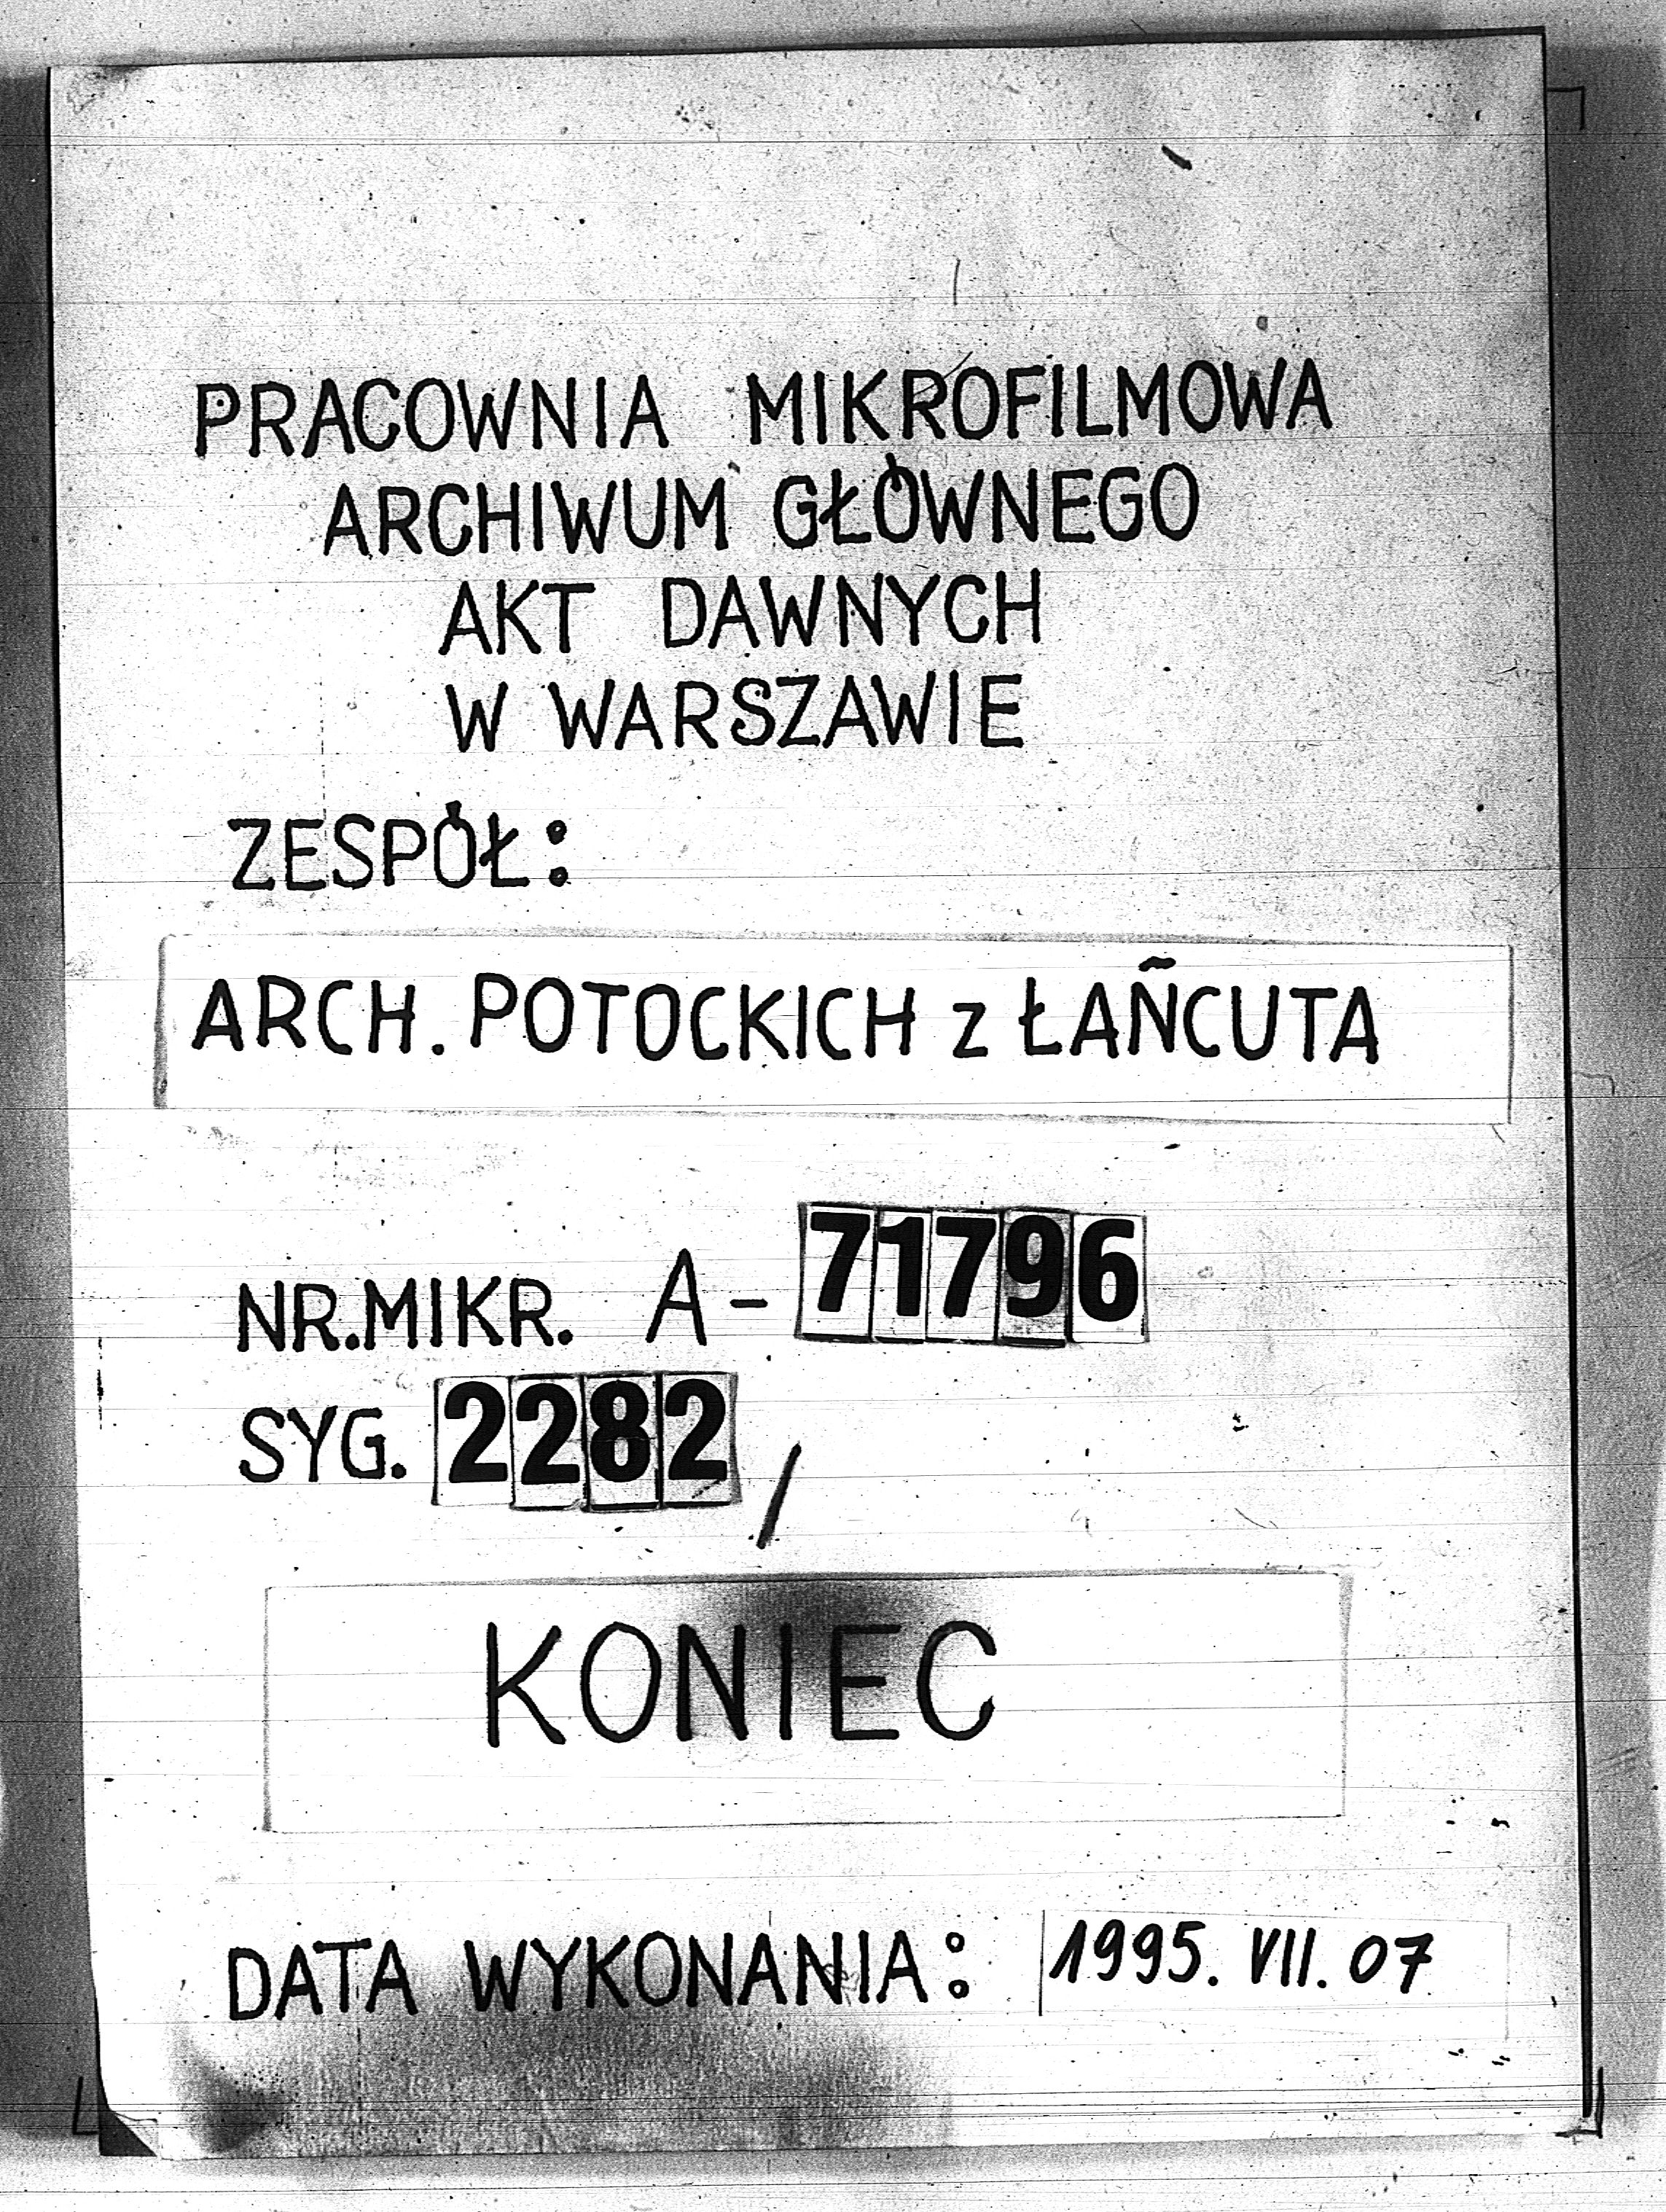 PRACOWNIA MIKROFILMOWA
ARCHIWUM GŁÓWNEGO
AKT DAWNYCH
W WARSZAWIE
ZESPÓŁ:
ARCH. POTOCKICH z ŁAŃCUTA
NR.MIKR. A-71796
SYG. 2282/
KONIEC
DATA WYKONANIA: 1995. VII. 07